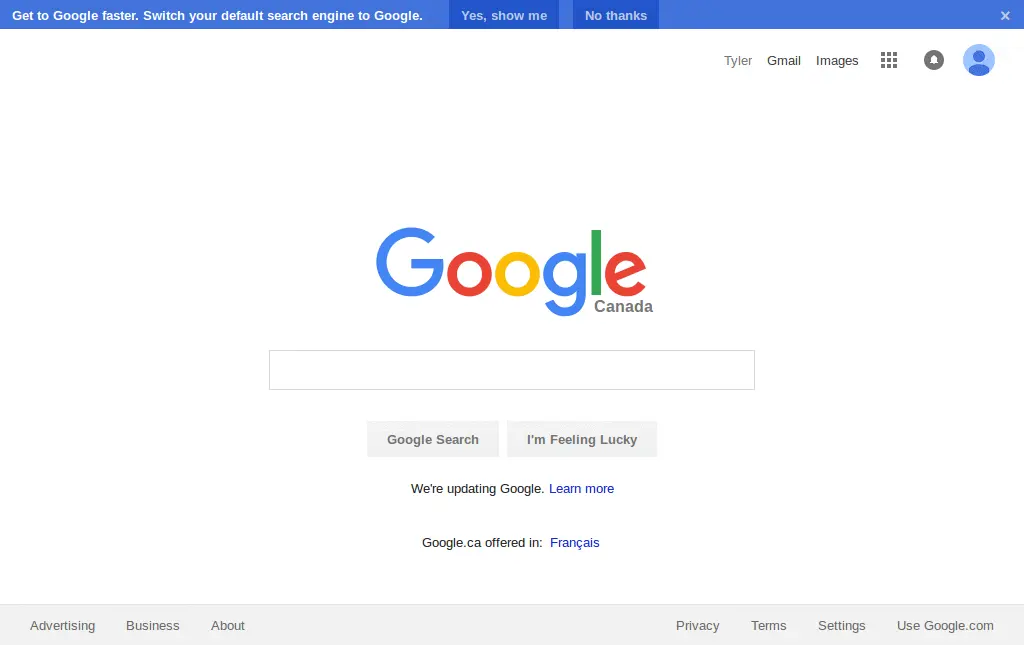 Get to Google faster. Switch your default search engine to Google. Yes, show me No thanks ×
Tyler Gmail Images
Google
Canada
Google Search I'm Feeling Lucky
We're updating Google. Learn more
Google.ca offered in: Français
Advertising Business About Privacy Terms Settings Use Google.com